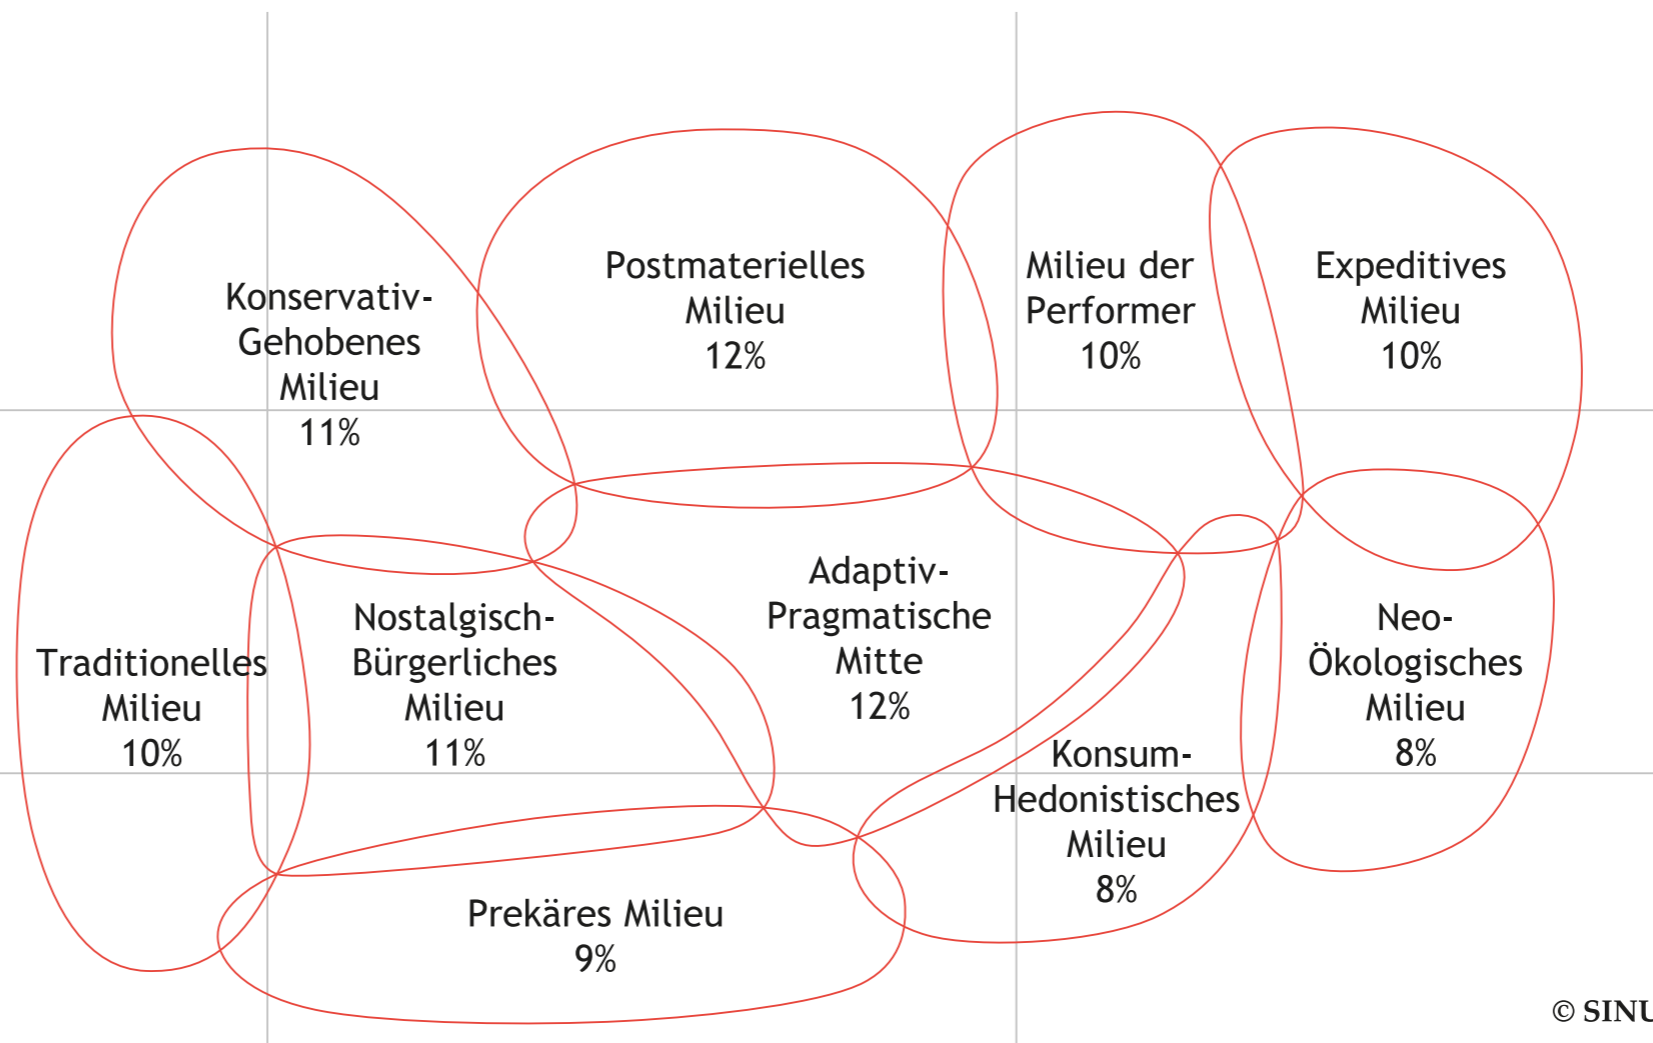 Konservativ-
Gehobenes
Milieu
11%
Postmaterielles
Milieu
12%
Milieu der
Performer
10%
Expeditives
Milieu
10%
Traditionelles
Milieu
10%
Nostalgisch-
Bürgerliches
Milieu
11%
Adaptiv-
Pragmatische
Mitte
12%
Konsum-
Hedonistisches
Milieu
8%
Neo-
Ökologisches
Milieu
8%
Prekäres Milieu
9%
© SINU